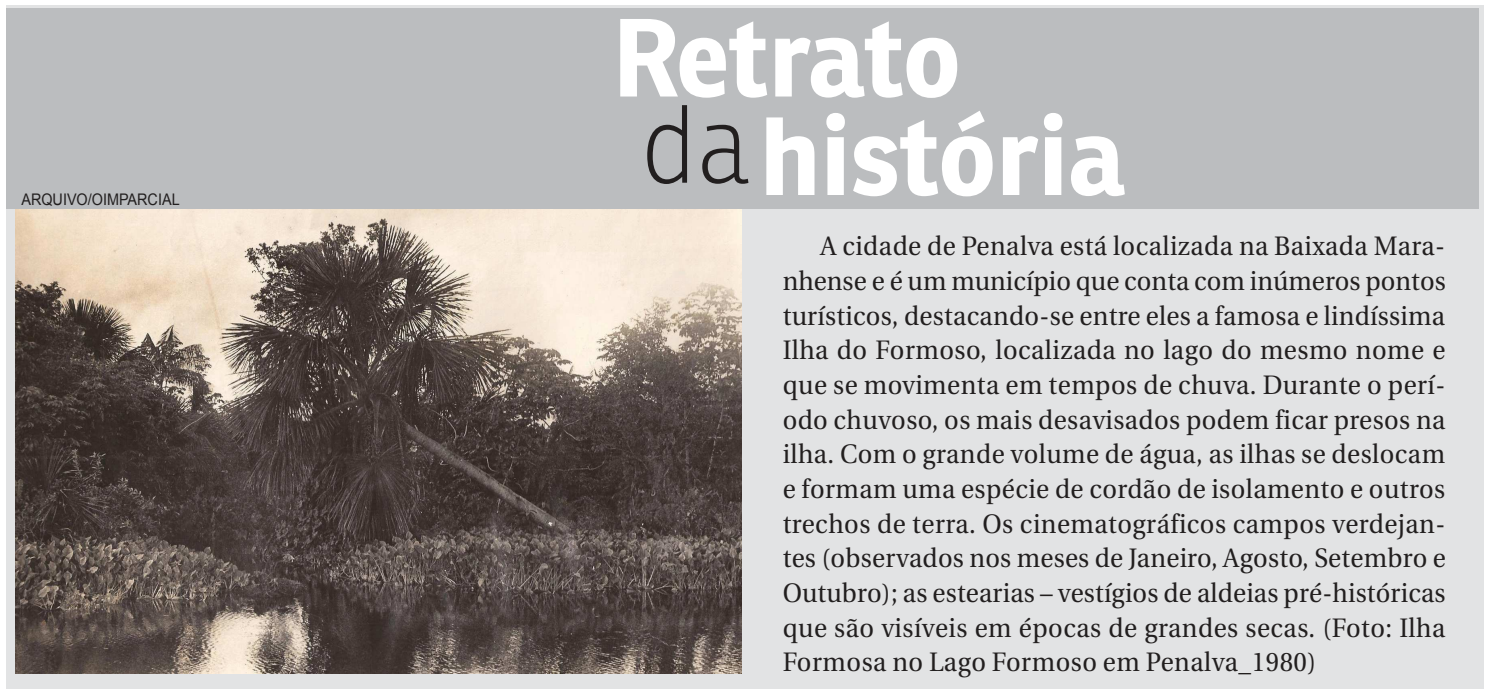 Retrato
da história
ARQUIVO/OIMPARCIAL
A cidade de Penalva está localizada na Baixada Mara-
nhense e é um município que conta com inúmeros pontos
turísticos, destacando-se entre eles a famosa e lindíssima
Ilha do Formoso, localizada no lago do mesmo nome e
que se movimenta em tempos de chuva. Durante o perí-
odo chuvoso, os mais desavisados podem ficar presos na
ilha. Com o grande volume de água, as ilhas se deslocam
e formam uma espécie de cordão de isolamento e outros
trechos de terra. Os cinematográficos campos verdejan-
tes (observados nos meses de Janeiro, Agosto, Setembro e
Outubro); as estearias – vestígios de aldeias pré-históricas
que são visíveis em épocas de grandes secas. (Foto: Ilha
Formosa no Lago Formoso em Penalva_1980)